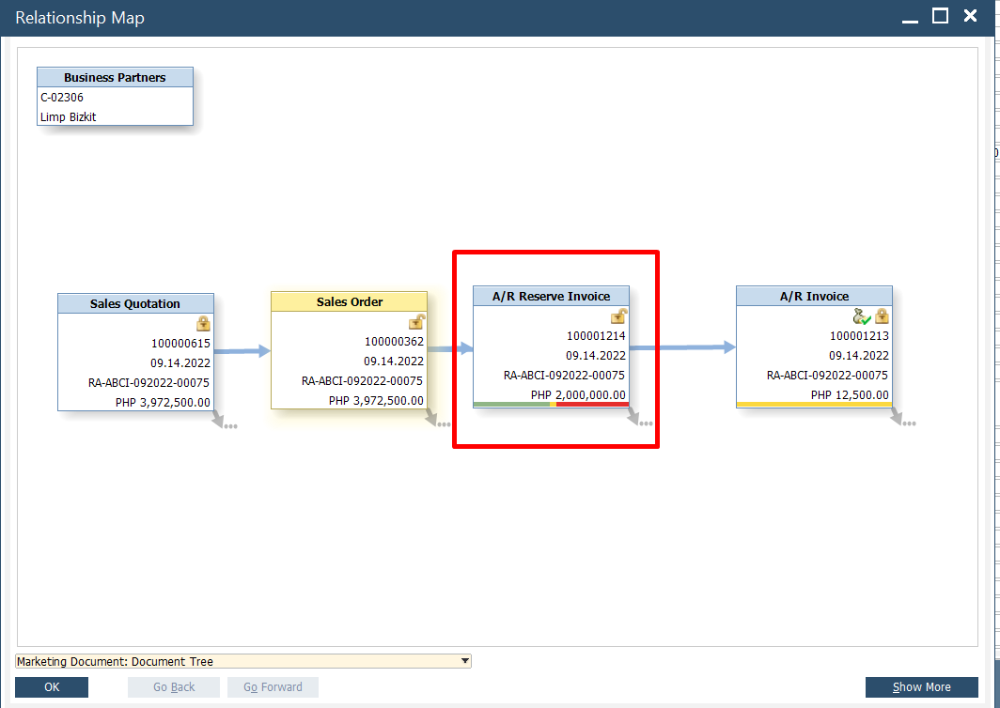 Relationship Map
Business Partners
C-02306
Limp Bizkit
Sales Quotation
100000615
09.14.2022
RA-ABCI-092022-00075
PHP 3,972,500.00
Sales Order
100000362
09.14.2022
RA-ABCI-092022-00075
PHP 3,972,500.00
A/R Reserve Invoice
100001214
09.14.2022
RA-ABCI-092022-00075
PHP 2,000,000.00
A/R Invoice
100001213
09.14.2022
RA-ABCI-092022-00075
PHP 12,500.00
Marketing Document: Document Tree
OK
Go Back
Go Forward
Show More